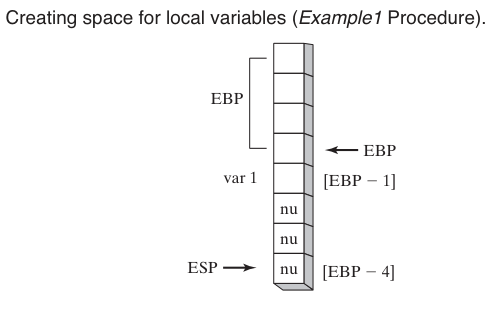 Creating space for local variables (Example1 Procedure).
EBP
EBP
var 1
[EBP – 1]
nu
nu
ESP
nu
[EBP – 4]